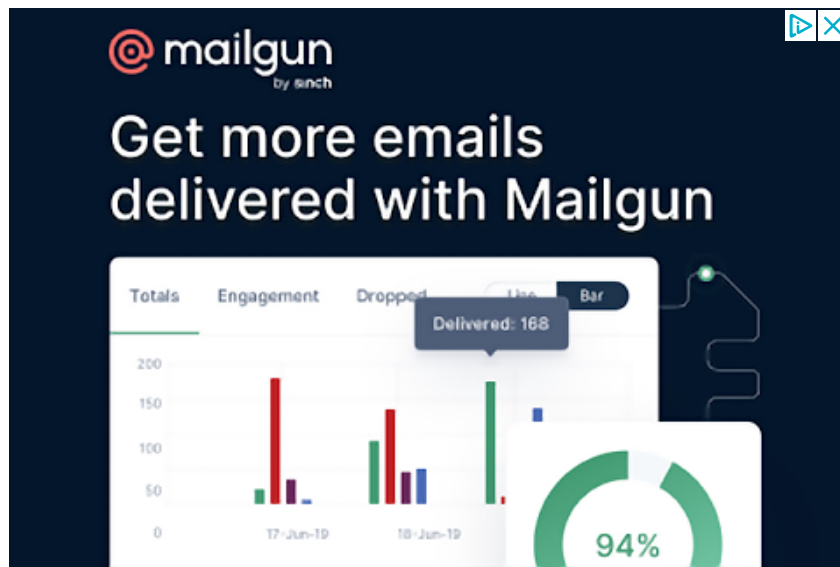 mailgun
by sinch
Get more emails
delivered with Mailgun
Totals Engagement Dropped Line Bar
Delivered: 168
200
150
100
50
0
17-Jun-19 18-Jun-19
94%